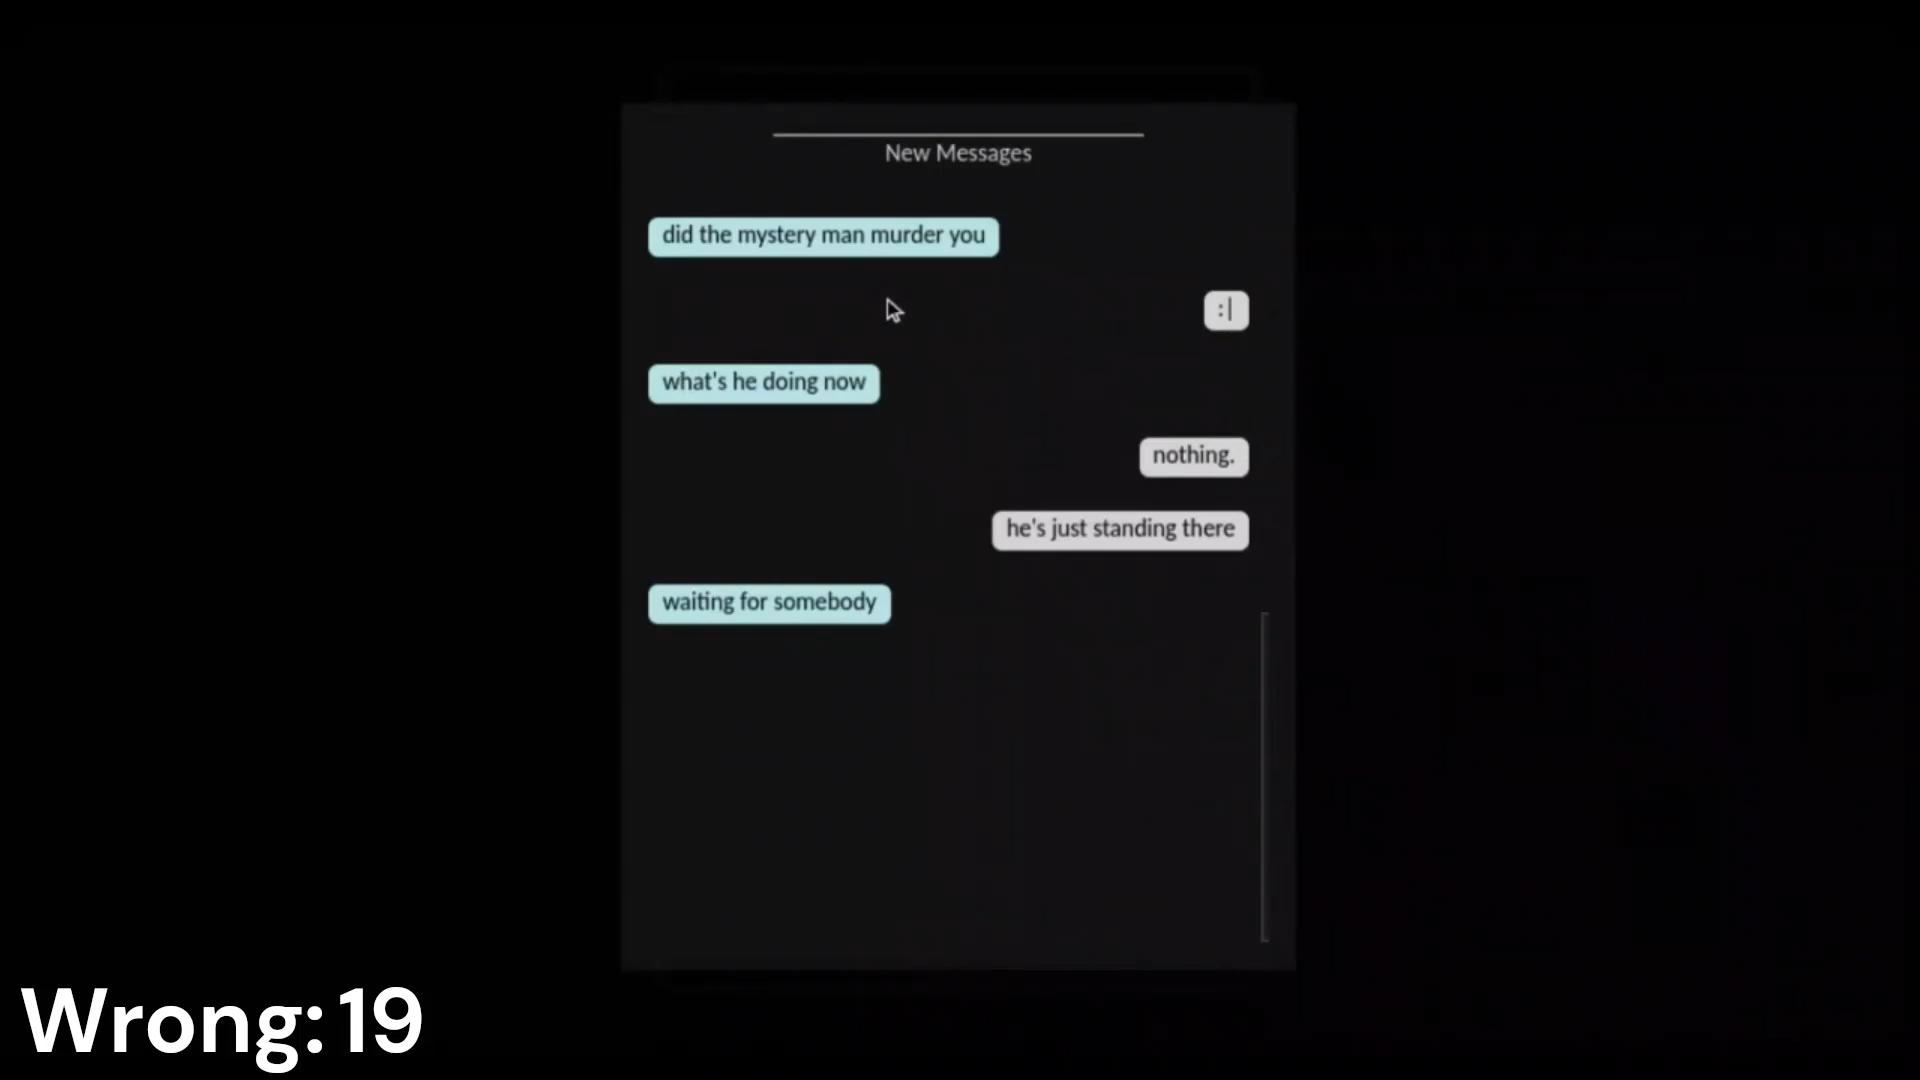 New Messages
did the mystery man murder you
:|
what's he doing now
nothing.
he's just standing there
waiting for somebody
Wrong: 19